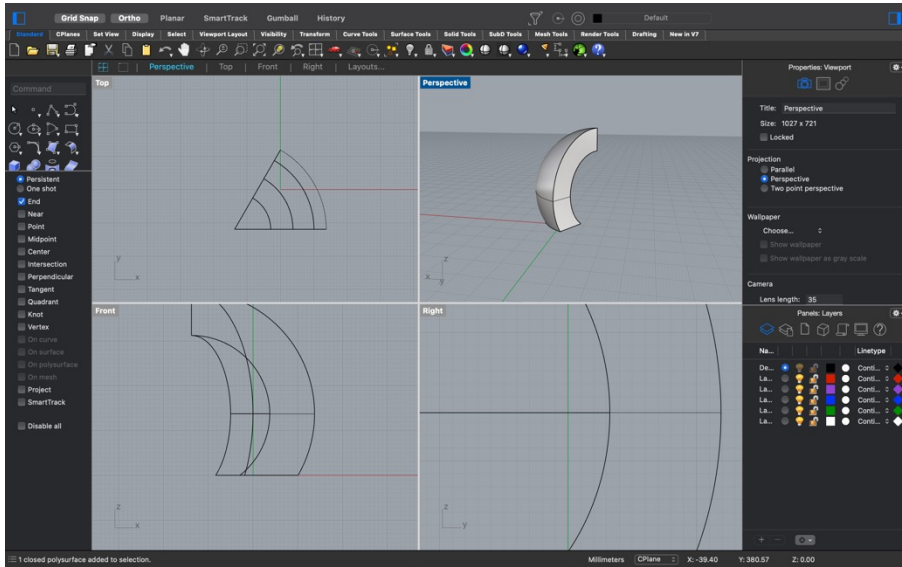 Grid Snap Ortho Planar SmartTrack Gumball History Default
Standard CPlanes Set View Display Select Viewport Layout Visibility Transform Curve Tools Surface Tools Solid Tools SubD Tools Mesh Tools Render Tools Drafting New in V7
Perspective | Top | Front | Right | Layouts...
Properties: Viewport
Command
Top
Perspective
Title: Perspective
Size: 1027 x 721
Locked
Projection
Parallel
Perspective
Two point perspective
Wallpaper
Choose...
Show wallpaper
Show wallpaper as gray scale
Camera
Lens length: 35
Persistent
One shot
End
Near
Point
Midpoint
Center
Intersection
Perpendicular
Tangent
Quadrant
Knot
Vertex
On curve
On surface
On polysurface
On mesh
Project
SmartTrack
Disable all
y
x
z
x
y
Front
Right
z
x
z
y
Panels: Layers
Na... Linetype
De... Conti...
La... Conti...
La... Conti...
La... Conti...
La... Conti...
La... Conti...
1 closed polysurface added to selection.
Millimeters CPlane X: -39.40 Y: 380.57 Z: 0.00